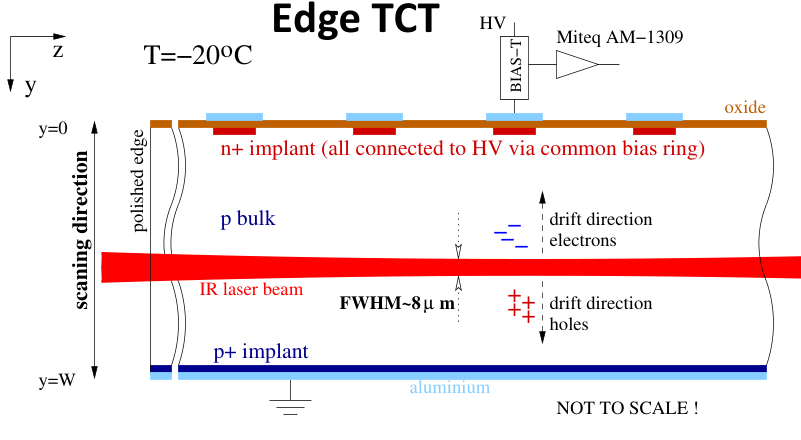 Edge TCT
HV
Miteq AM−1309
z
T=−20ºC
BIAS−T
y
oxide
y=0
n+ implant (all connected to HV via common bias ring)
polished edge
scaning direction
p bulk
drift direction
electrons
IR laser beam
FWHM~8μ m
drift direction
holes
p+ implant
y=W
aluminium
NOT TO SCALE !